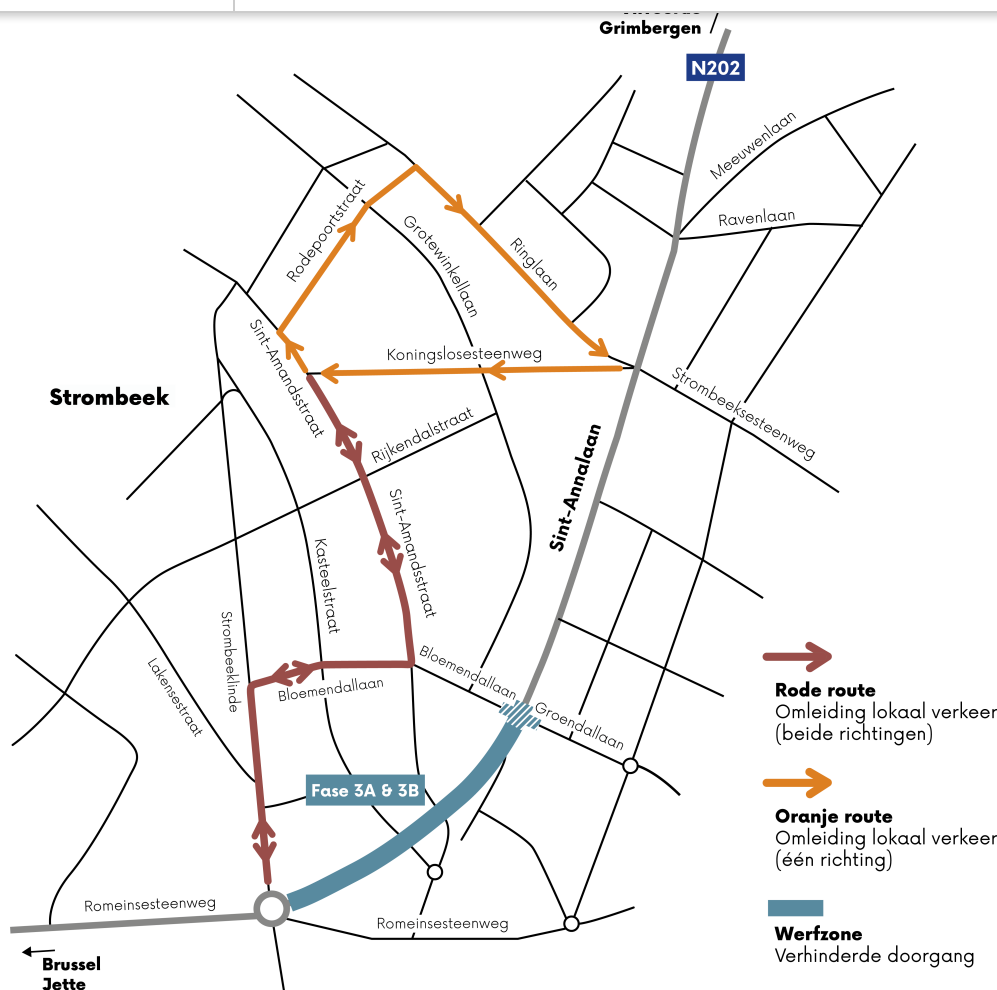 Grimbergen
N202
Meeuwenlaan
Ravenlaan
Rodepoortstraat
Grotewinkellaan
Ringlaan
Sint-Amandsstraat
Koningslosesteenweg
Strombeeksesteenweg
Strombeek
Rijkendalstraat
Sint-Annalaan
Sint-Amandsstraat
Kasteelstraat
Strombeeklinde
Lakensestraat
Bloemendallaan
Bloemendallaan
Groendallaan
Fase 3A & 3B
Rode route
Omleiding lokaal verkeer
(beide richtingen)
Oranje route
Omleiding lokaal verkeer
(één richting)
Werfzone
Verhinderde doorgang
Romeinsesteenweg
Romeinsesteenweg
Brussel
Jette